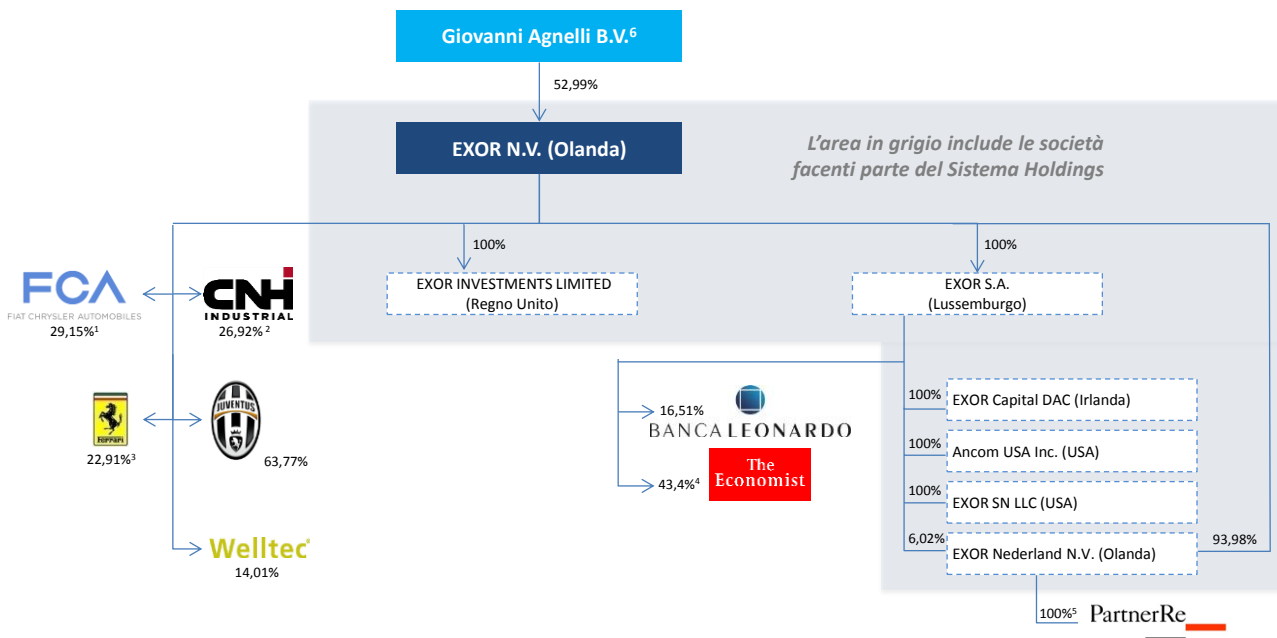 Giovanni Agnelli B.V.6
52,99%
EXOR N.V. (Olanda)
L'area in grigio include le società
facenti parte del Sistema Holdings
100%
100%
EXOR INVESTMENTS LIMITED
(Regno Unito)
EXOR S.A.
(Lussemburgo)
FCA
FIAT CHRYSLER AUTOMOBILES
29,15%1
CNH
INDUSTRIAL
26,92% 2
Ferrari
22,91%3
JUVENTUS
63,77%
Welltec
14,01%
16,51%
BANCA LEONARDO
43,4%4
The
Economist
100%
EXOR Capital DAC (Irlanda)
100%
Ancom USA Inc. (USA)
100%
EXOR SN LLC (USA)
6,02%
EXOR Nederland N.V. (Olanda)
93,98%
100%5
PartnerRe